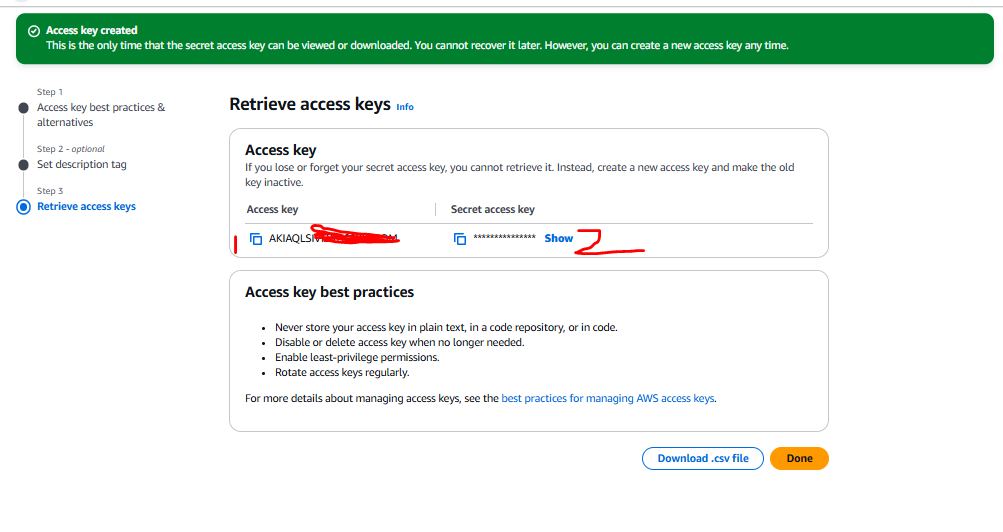 Access key created
This is the only time that the secret access key can be viewed or downloaded. You cannot recover it later. However, you can create a new access key any time.
Step 1
Access key best practices &
alternatives
Step 2 - optional
Set description tag
Step 3
Retrieve access keys
Retrieve access keys Info
Access key
If you lose or forget your secret access key, you cannot retrieve it. Instead, create a new access key and make the old
key inactive.
Access key Secret access key
1 *************** Show 2
Access key best practices
• Never store your access key in plain text, in a code repository, or in code.
• Disable or delete access key when no longer needed.
• Enable least-privilege permissions.
• Rotate access keys regularly.
For more details about managing access keys, see the best practices for managing AWS access keys.
Download .csv file Done